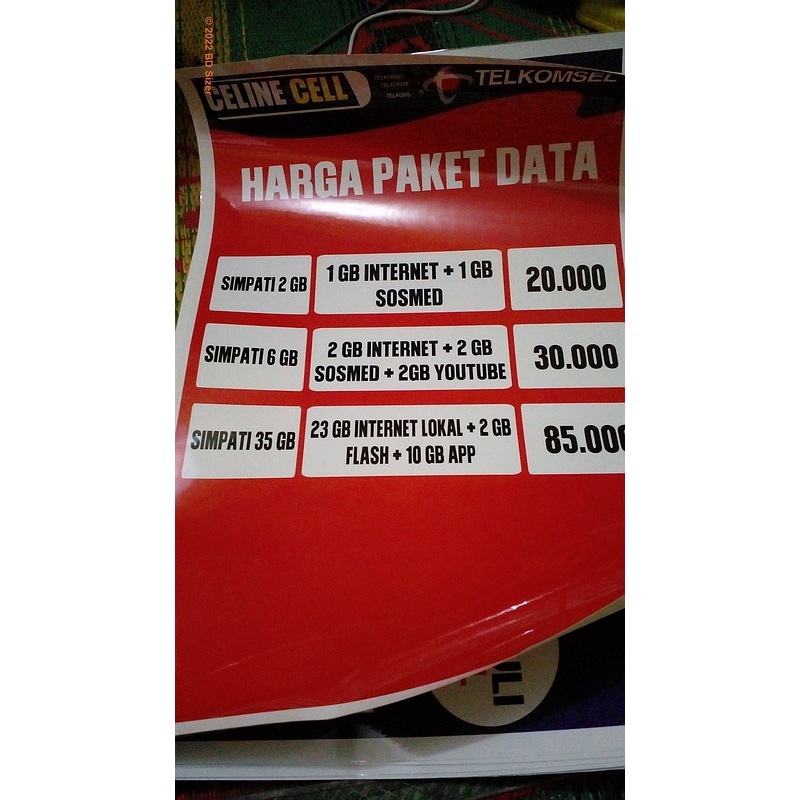 © 2022 BD Sizer
CELINE CELL
TELKOMSEL
HARGA PAKET DATA
SIMPATI 2 GB
1 GB INTERNET + 1 GB
SOSMED
20.000
SIMPATI 6 GB
2 GB INTERNET + 2 GB
SOSMED + 2GB YOUTUBE
30.000
SIMPATI 35 GB
23 GB INTERNET LOKAL + 2 GB
FLASH + 10 GB APP
85.000